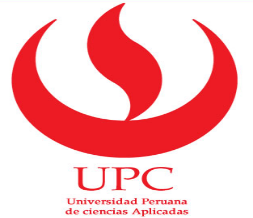 UPC
Universidad Peruana
de ciencias Aplicadas